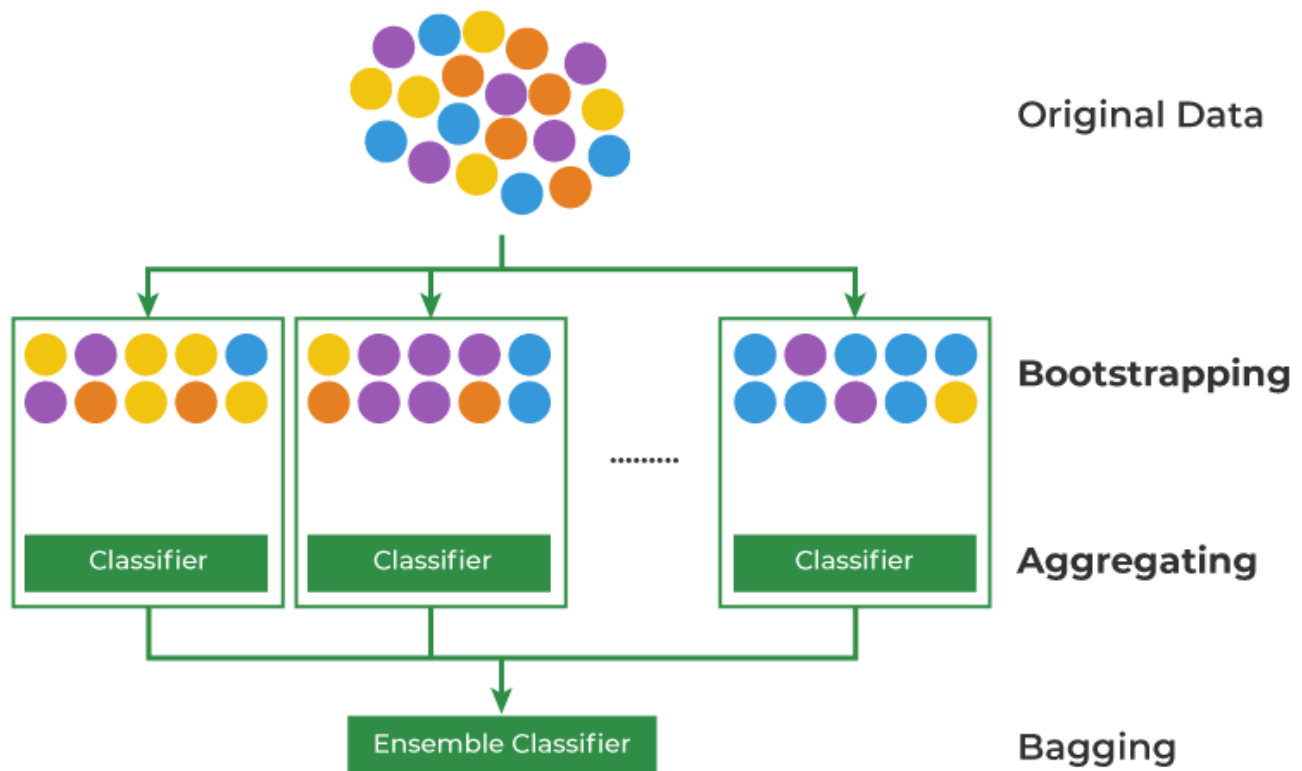 Original Data
Bootstrapping
.........
Classifier
Classifier
Classifier
Aggregating
Ensemble Classifier
Bagging